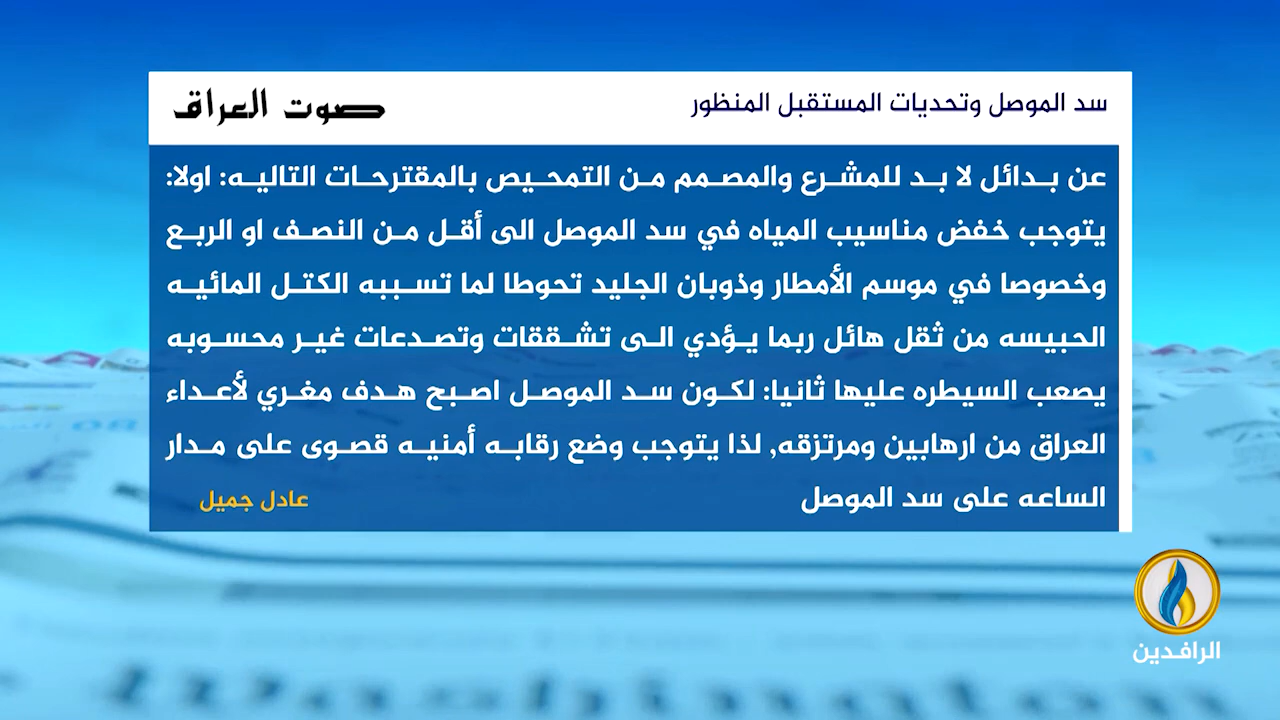 سد الموصل وتحديات المستقبل المنظور
صوت العراق
عن بدائل لا بد للمشرع والمصمم من التمحيص بالمقترحات التاليه: اولا:
يتوجب خفض مناسيب المياه في سد الموصل الى أقل من النصف او الربع
وخصوصا في موسم الأمطار وذوبان الجليد تحوطا لما تسببه الكتل المائيه
الحبيسه من ثقل هائل ربما يؤدي الى تشققات وتصدعات غير محسوبه
يصعب السيطره عليها ثانيا: لكون سد الموصل اصبح هدف مغري لأعداء
العراق من ارهابين ومرتزقه, لذا يتوجب وضع رقابه أمنيه قصوى على مدار
الساعه على سد الموصل
عادل جميل
الرافدين